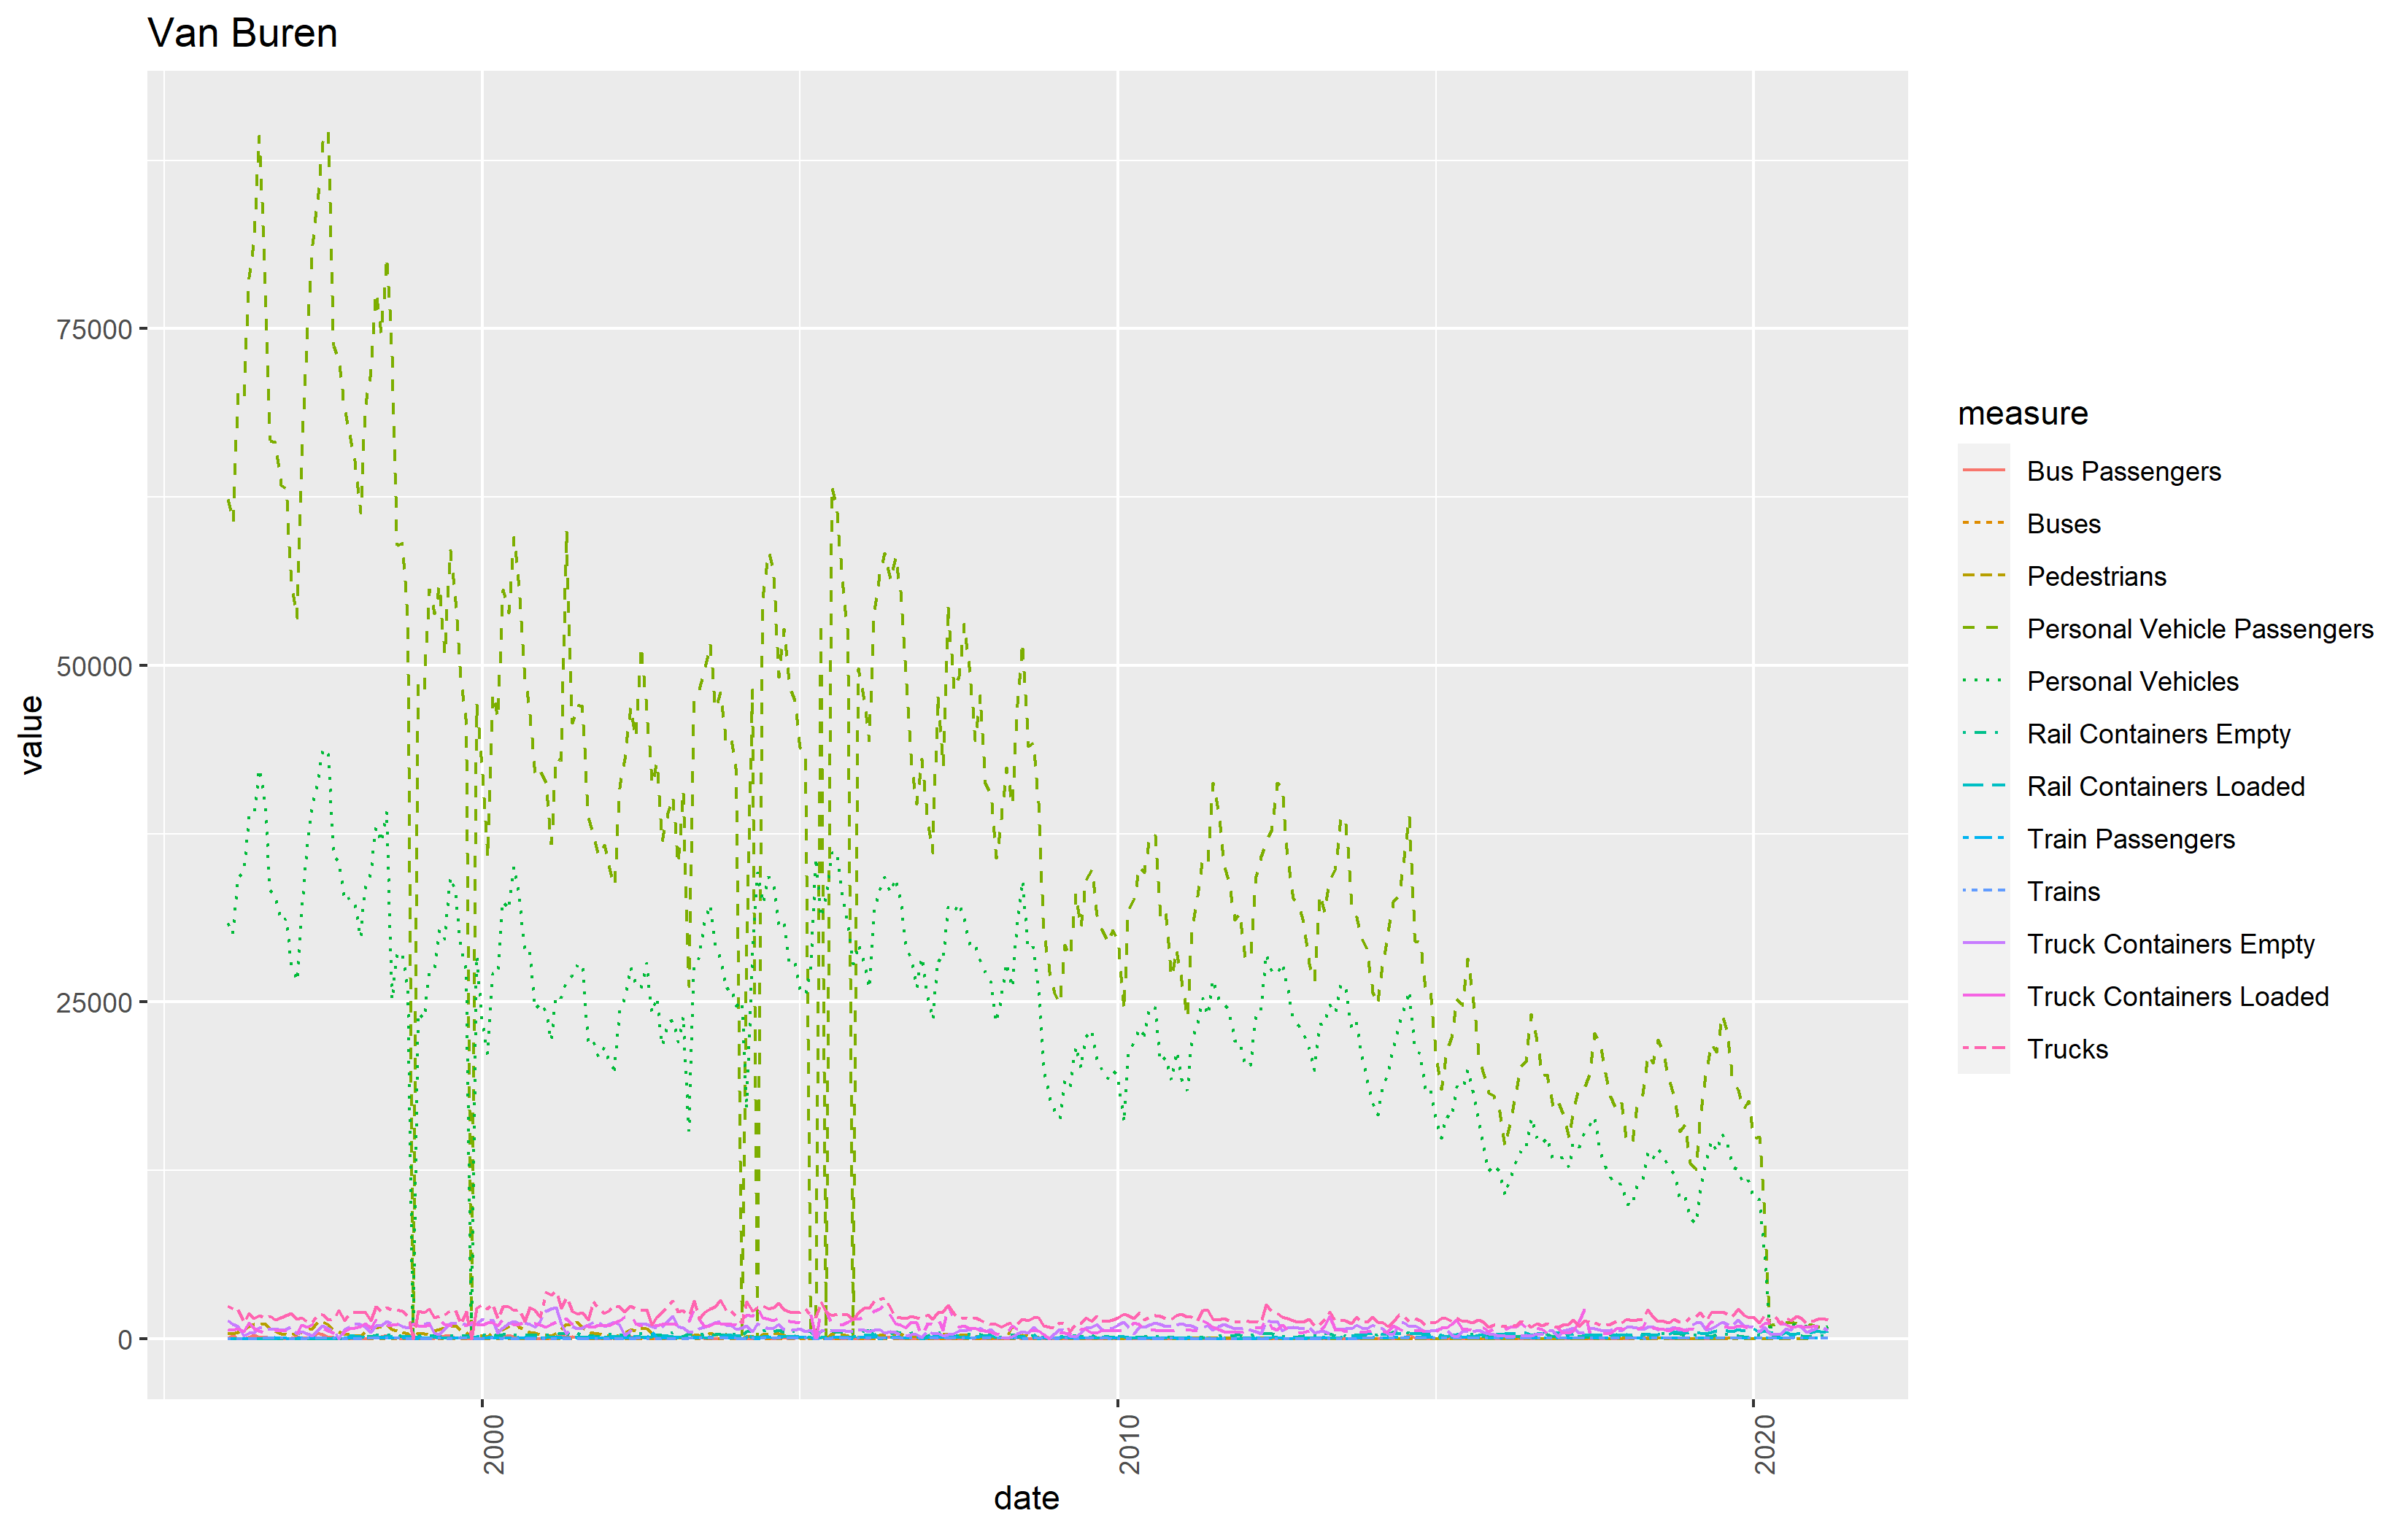 Van Buren
75000
50000
25000
0
value
2000
2010
2020
date
measure
Bus Passengers
Buses
Pedestrians
Personal Vehicle Passengers
Personal Vehicles
Rail Containers Empty
Rail Containers Loaded
Train Passengers
Trains
Truck Containers Empty
Truck Containers Loaded
Trucks